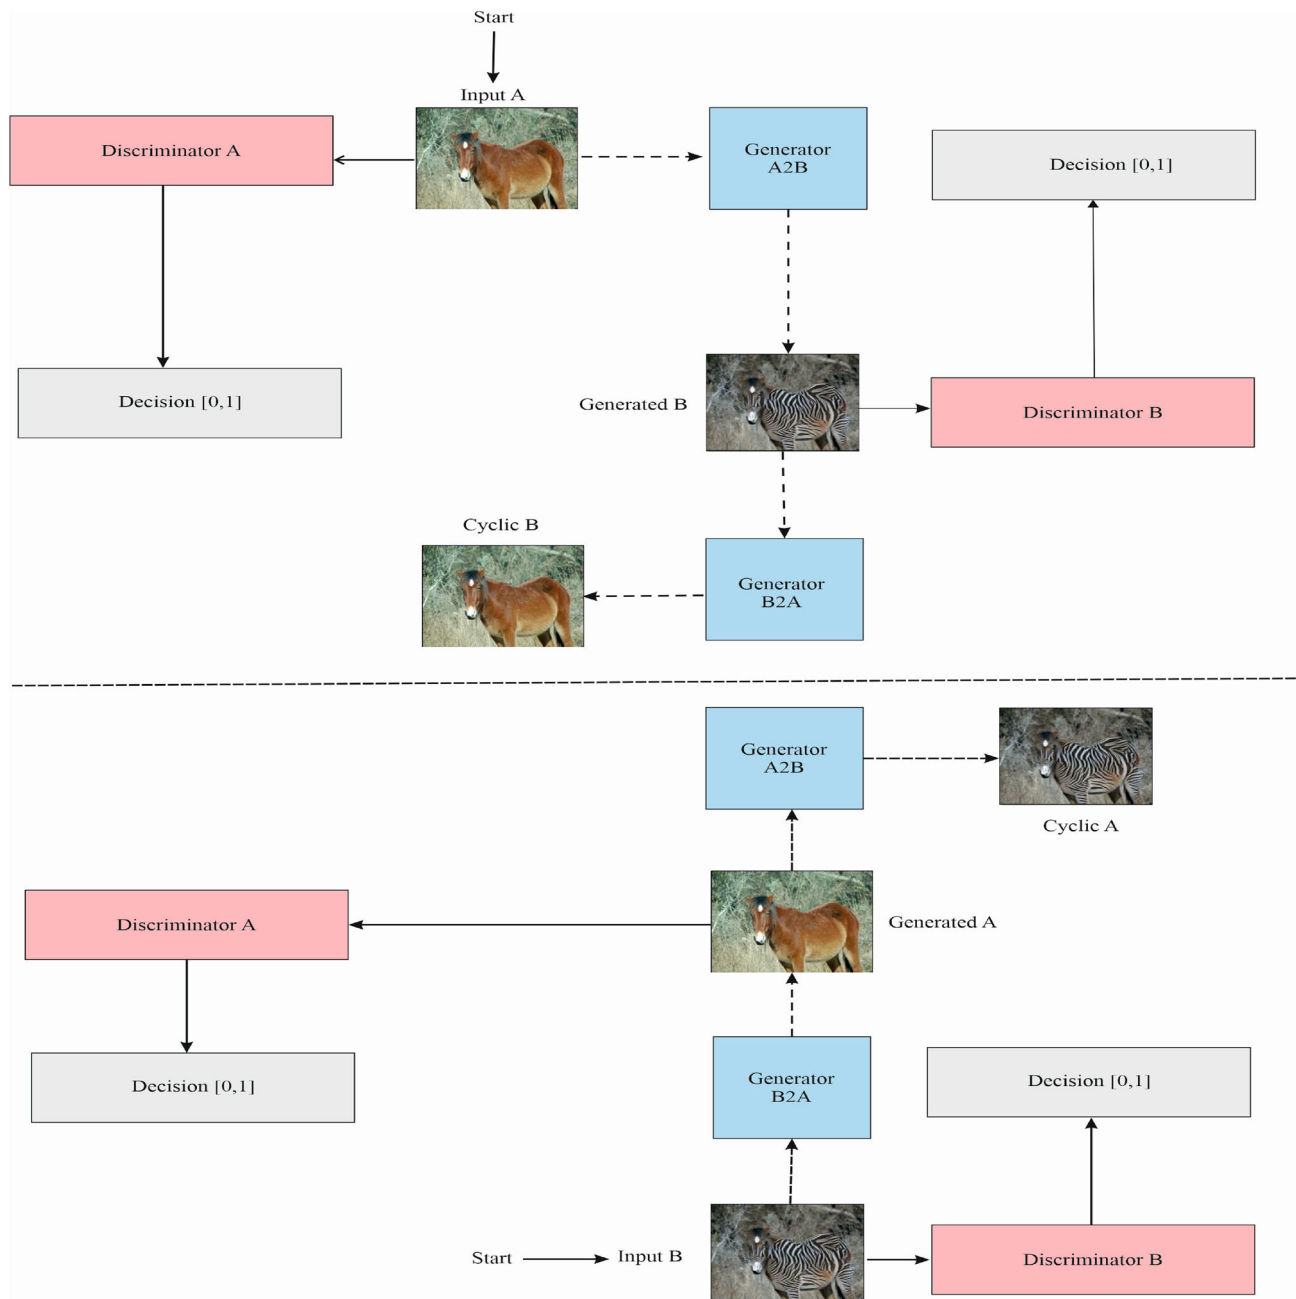 Start
Input A
Discriminator A
Generator
A2B
Decision [0,1]
Decision [0,1]
Generated B
Discriminator B
Cyclic B
Generator
B2A
Generator
A2B
Cyclic A
Discriminator A
Generated A
Decision [0,1]
Generator
B2A
Decision [0,1]
Start
Input B
Discriminator B